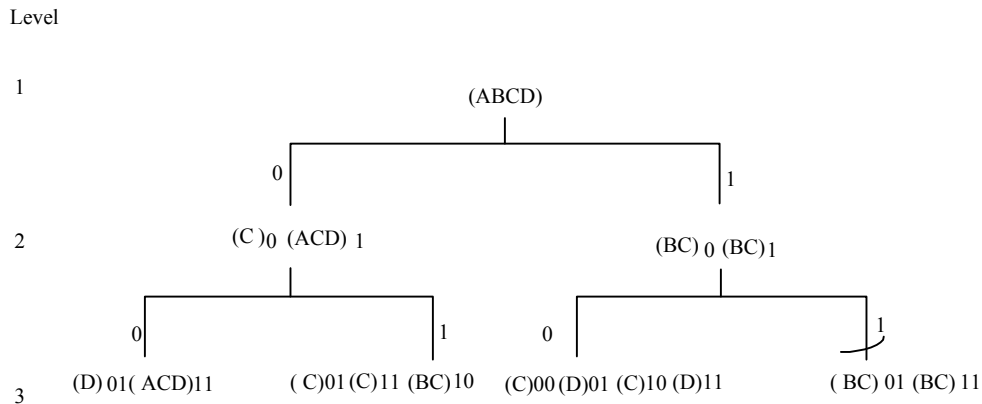 Level
1
(ABCD)
0
1
2
(C )0 (ACD) 1
(BC) 0 (BC)1
0
1
0
1
3
(D) 01( ACD)11
( C)01 (C)11 (BC)10
(C)00 (D)01 (C)10 (D)11
( BC) 01 (BC) 11